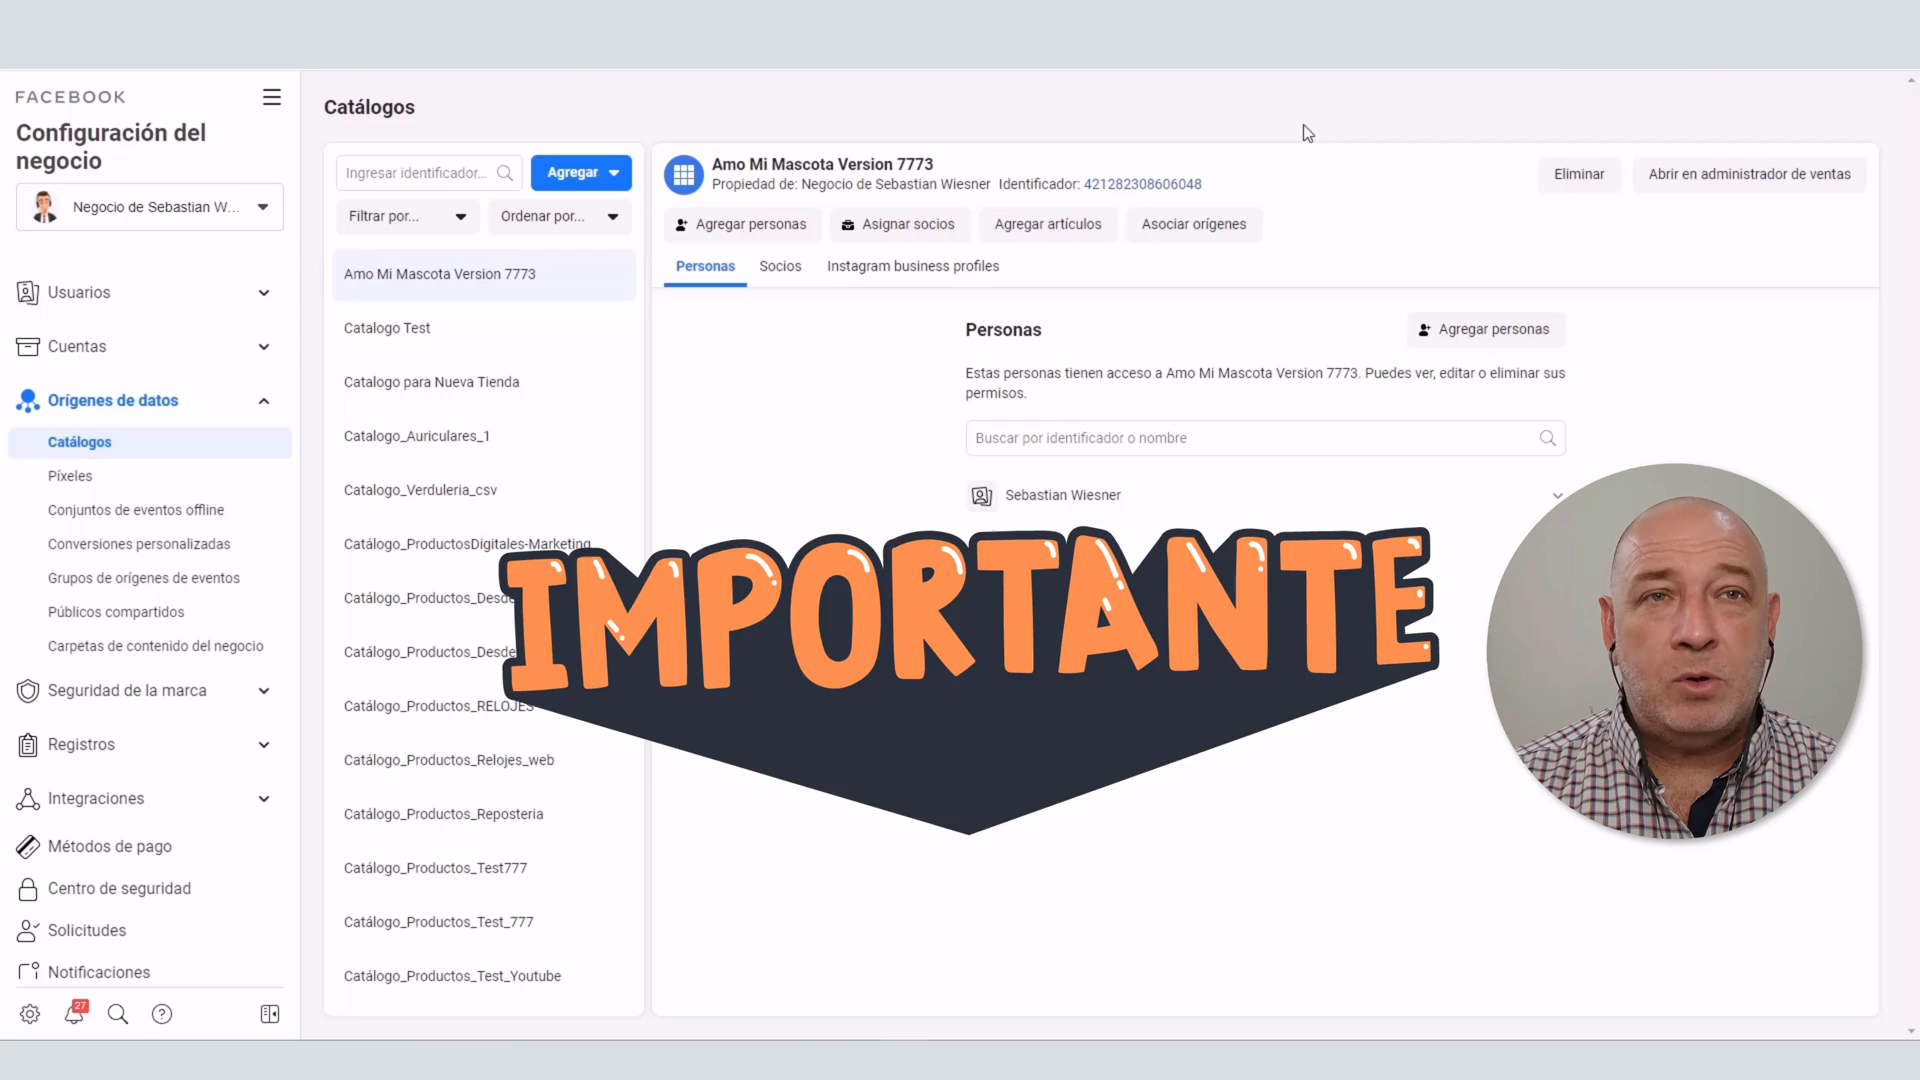 FACEBOOK
Configuración del
negocio
Negocio de Sebastian W...
Usuarios
Cuentas
Orígenes de datos
Catálogos
Píxeles
Conjuntos de eventos offline
Conversiones personalizadas
Grupos de orígenes de eventos
Públicos compartidos
Carpetas de contenido del negocio
Seguridad de la marca
Registros
Integraciones
Métodos de pago
Centro de seguridad
Solicitudes
Notificaciones
27
Catálogos
Ingresar identificador...
Agregar
Filtrar por...
Ordenar por...
Amo Mi Mascota Version 7773
Catalogo Test
Catalogo para Nueva Tienda
Catalogo_Auriculares_1
Catalogo_Verduleria_csv
Catálogo_ProductosDigitales-Marketing
Catálogo_Productos_Desde
Catálogo_Productos_Desde
Catálogo_Productos_RELOJES
Catálogo_Productos_Relojes_web
Catálogo_Productos_Reposteria
Catálogo_Productos_Test777
Catálogo_Productos_Test_777
Catálogo_Productos_Test_Youtube
Amo Mi Mascota Version 7773
Propiedad de: Negocio de Sebastian Wiesner Identificador: 421282308606048
Eliminar
Abrir en administrador de ventas
Agregar personas
Asignar socios
Agregar artículos
Asociar orígenes
Personas
Socios
Instagram business profiles
Personas
Agregar personas
Estas personas tienen acceso a Amo Mi Mascota Version 7773. Puedes ver, editar o eliminar sus
permisos.
Buscar por identificador o nombre
Sebastian Wiesner
IMPORTANTE